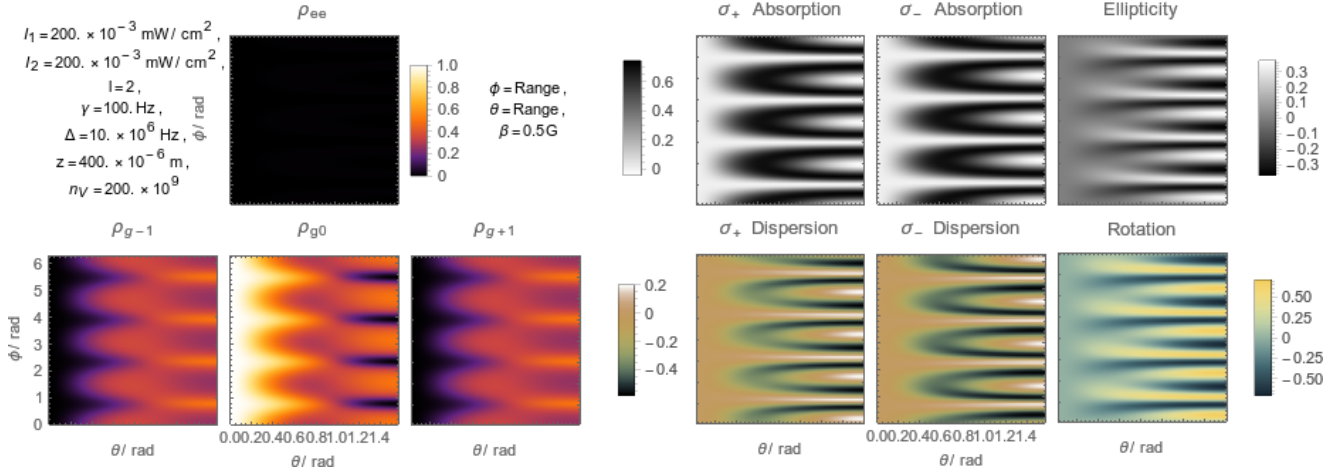 ρee
I₁=200. × 10⁻³ mW/ cm² ,
I₂=200. × 10⁻³ mW/ cm² ,
l=2 ,
γ=100. Hz ,
Δ=10. × 10⁶ Hz ,
z=400. × 10⁻⁶ m ,
nV=200. × 10⁹
ϕ/ rad
1.0
0.8
0.6
0.4
0.2
0
ϕ=Range ,
θ=Range ,
β=0.5G
σ₊ Absorption
σ₋ Absorption
Ellipticity
0.6
0.4
0.2
0
0.3
0.2
0.1
0
−0.1
−0.2
−0.3
ρg−1
ρg0
ρg+1
6
5
4
3
2
1
0
ϕ/ rad
θ/ rad
0.00.20.40.60.81.01.21.4
θ/ rad
θ/ rad
σ₊ Dispersion
σ₋ Dispersion
Rotation
0.2
0
−0.2
−0.4
0.50
0.25
0
−0.25
−0.50
θ/ rad
0.00.20.40.60.81.01.21.4
θ/ rad
θ/ rad